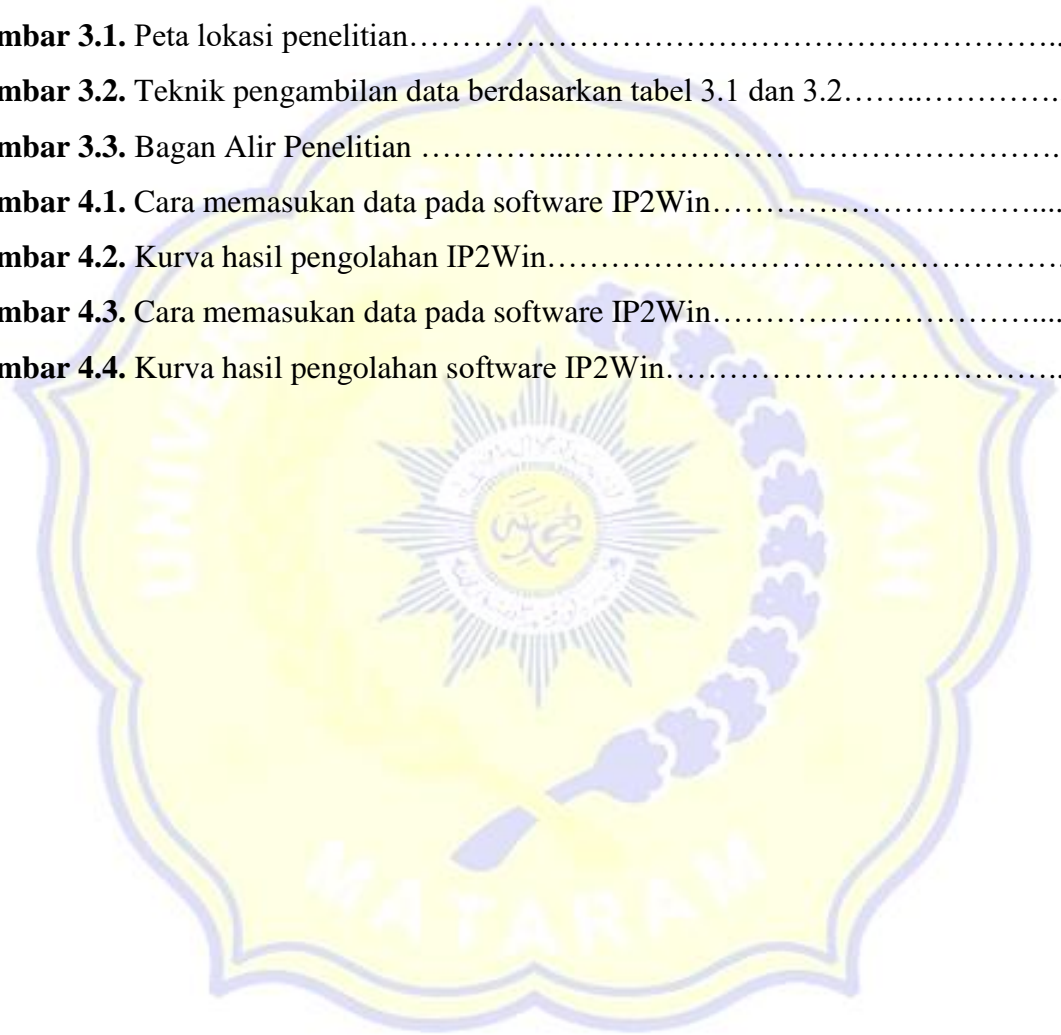 mbar 3.1. Peta lokasi penelitian……………………………………………………………..
mbar 3.2. Teknik pengambilan data berdasarkan tabel 3.1 dan 3.2……..………….
mbar 3.3. Bagan Alir Penelitian …………...……………………………………………….
mbar 4.1. Cara memasukan data pada software IP2Win………………………………....
mbar 4.2. Kurva hasil pengolahan IP2Win………………………………………………….
mbar 4.3. Cara memasukan data pada software IP2Win………………………………....
mbar 4.4. Kurva hasil pengolahan software IP2Win……………………………………..
UNIVERSITAS MUHAMMADIYAH
MATARAM